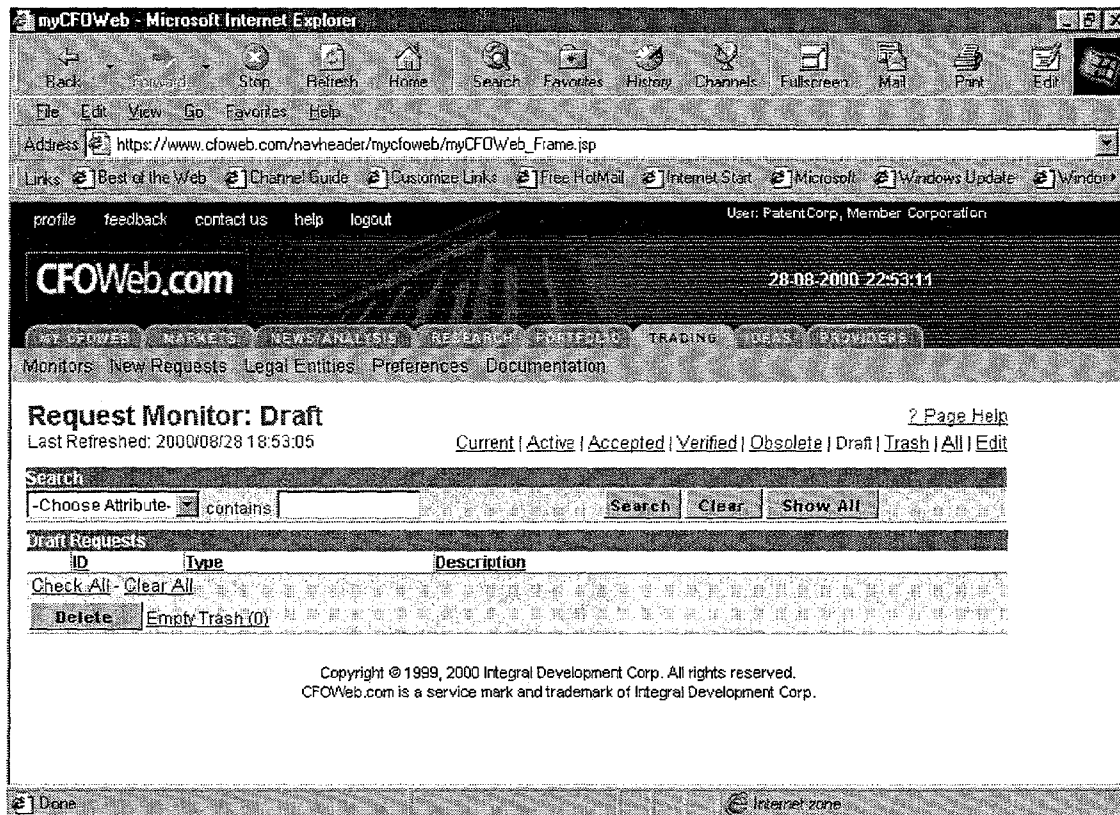 myCFOWeb - Microsoft Internet Explorer
Back Forward Stop Refresh Home Search Favorites History Channels Fullscreen Mail Print Edit
File Edit View Go Favorites Help
Address https://www.cfoweb.com/navheader/mycfoweb/myCFOWeb_Frame.jsp
Links Best of the Web Channel Guide Customize Links Free HotMail Internet Start Microsoft Windows Update Window
profile feedback contact us help logout User: PatentCorp, Member Corporation
CFOWeb.com 28-08-2000 22:53:11
MY CFOWEB MARKETS NEWS/ANALYSIS RESEARCH PORTFOLIO TRADING IDEAS PROVIDERS
Monitors New Requests Legal Entities Preferences Documentation
Request Monitor: Draft ? Page Help
Last Refreshed: 2000/08/28 18:53:05 Current | Active | Accepted | Verified | Obsolete | Draft | Trash | All | Edit
Search
-Choose Attribute- contains Search Clear Show All
Draft Requests
ID Type Description
Check All - Clear All
Delete Empty Trash (0)
Copyright © 1999, 2000 Integral Development Corp. All rights reserved.
CFOWeb.com is a service mark and trademark of Integral Development Corp.
Done Internet zone